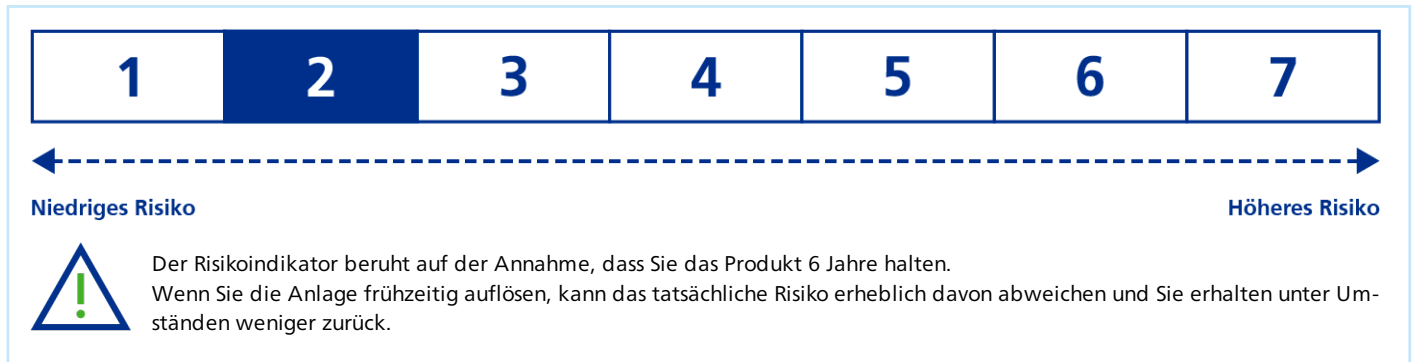 1 2 3 4 5 6 7
Niedriges Risiko Höheres Risiko
Der Risikoindikator beruht auf der Annahme, dass Sie das Produkt 6 Jahre halten.
Wenn Sie die Anlage frühzeitig auflösen, kann das tatsächliche Risiko erheblich davon abweichen und Sie erhalten unter Um-
ständen weniger zurück.